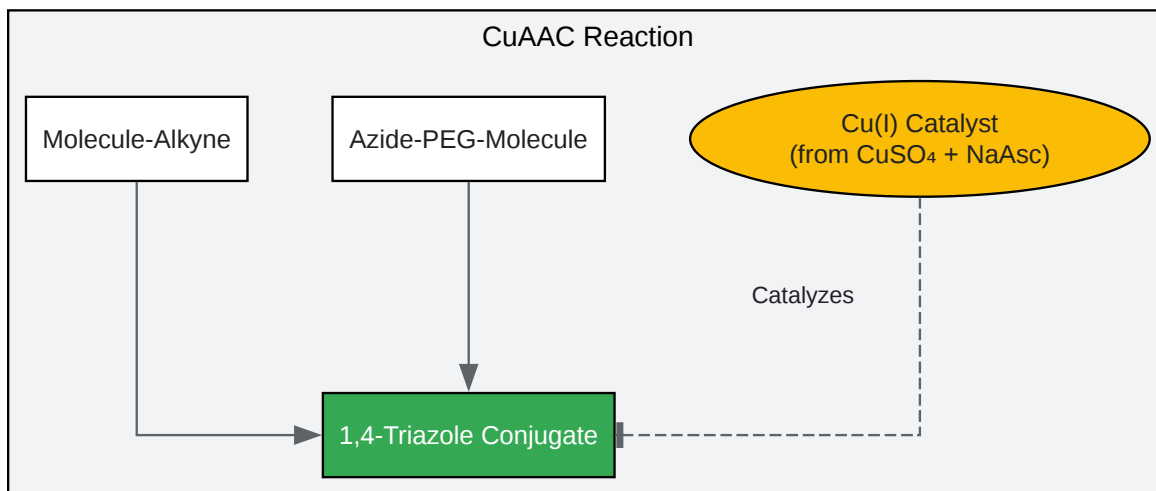 CuAAC Reaction
Molecule-Alkyne
Azide-PEG-Molecule
Cu(I) Catalyst
(from CuSO₄ + NaAsc)
Catalyzes
1,4-Triazole Conjugate